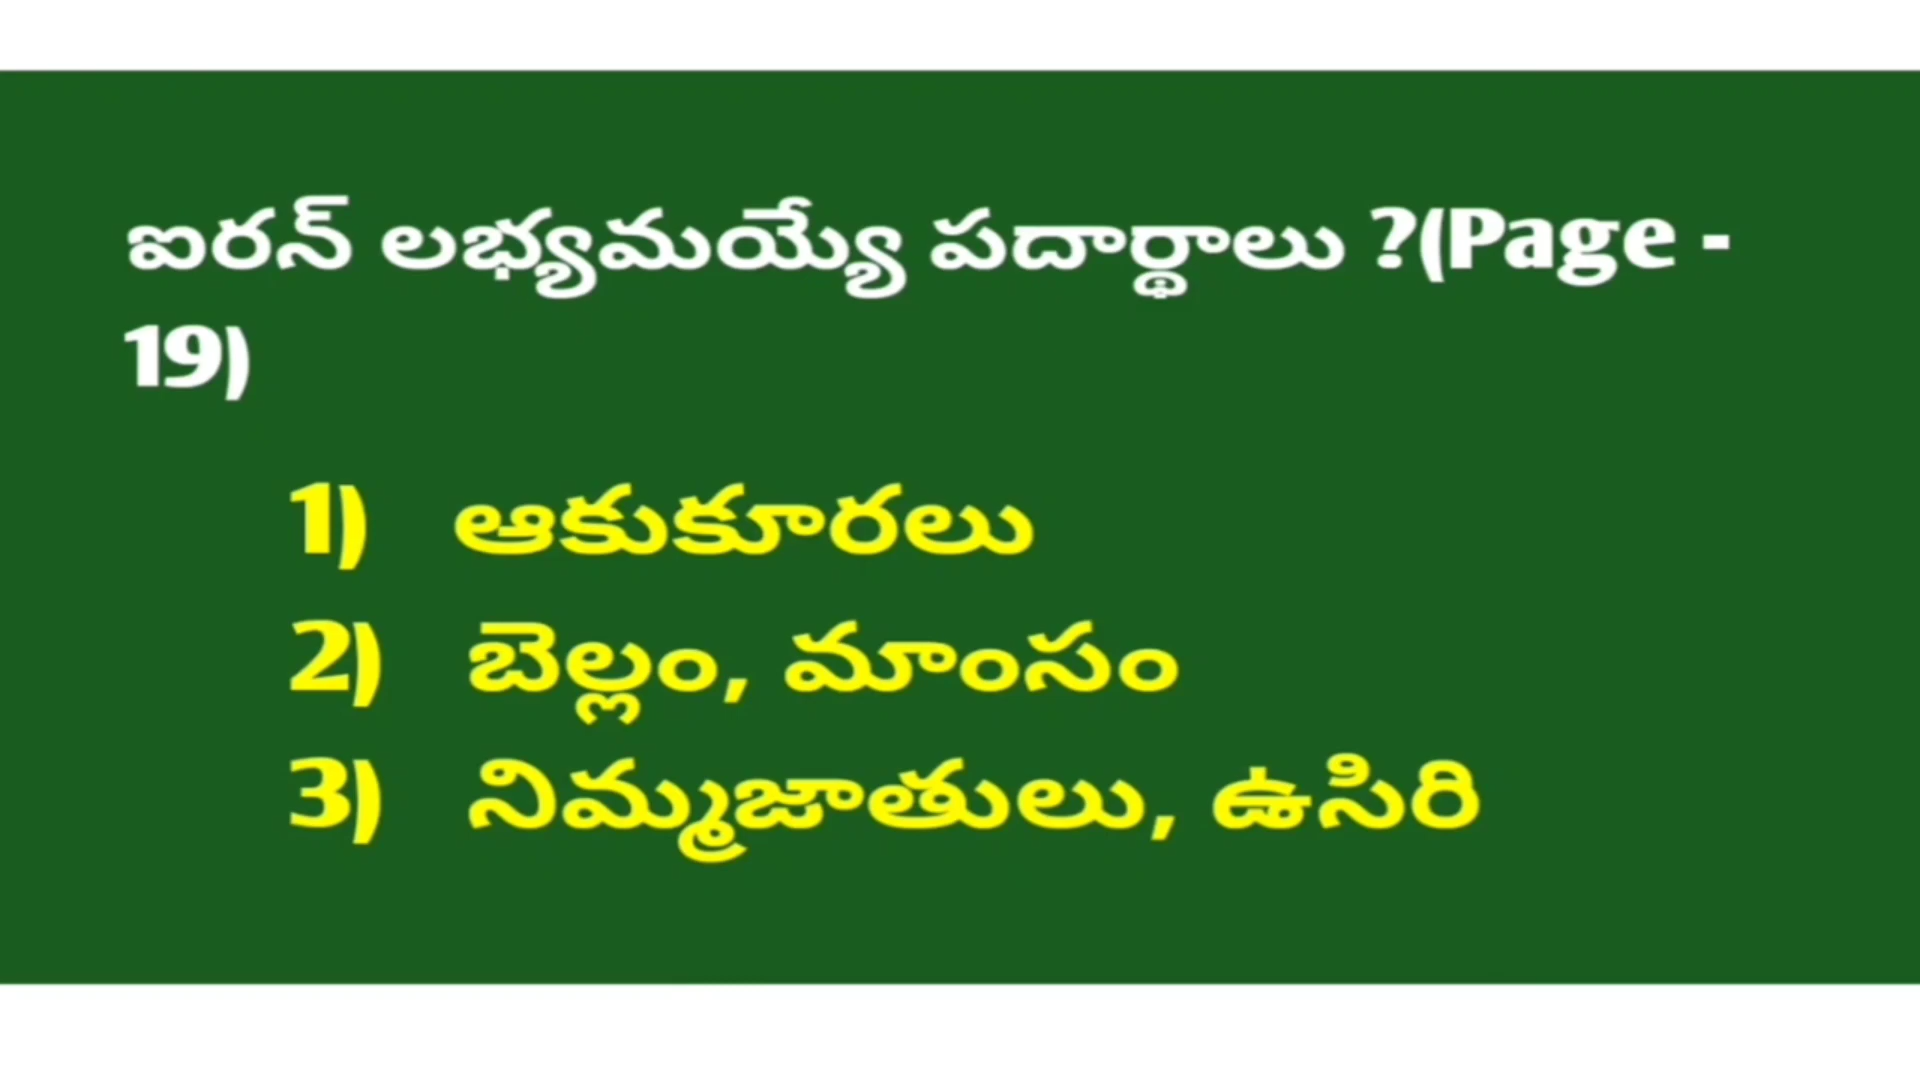 ఐరన్ లభ్యమయ్యే పదార్థాలు ?(Page -
19)
1) ఆకుకూరలు
2) బెల్లం, మాంసం
3) నిమ్మజాతులు, ఉసిరి